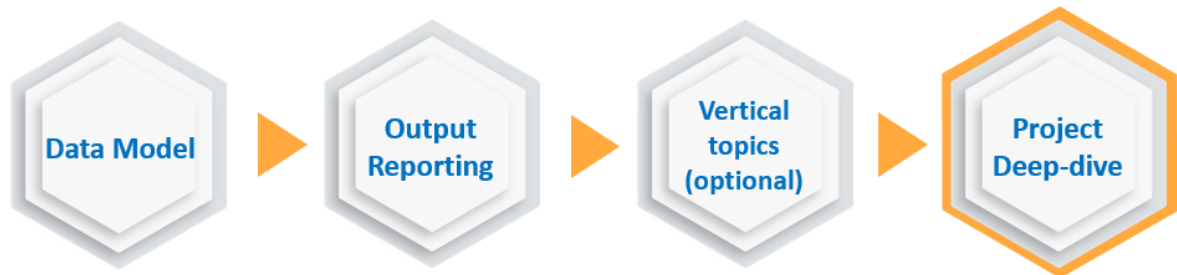 Data Model
Output
Reporting
Vertical
topics
(optional)
Project
Deep-dive